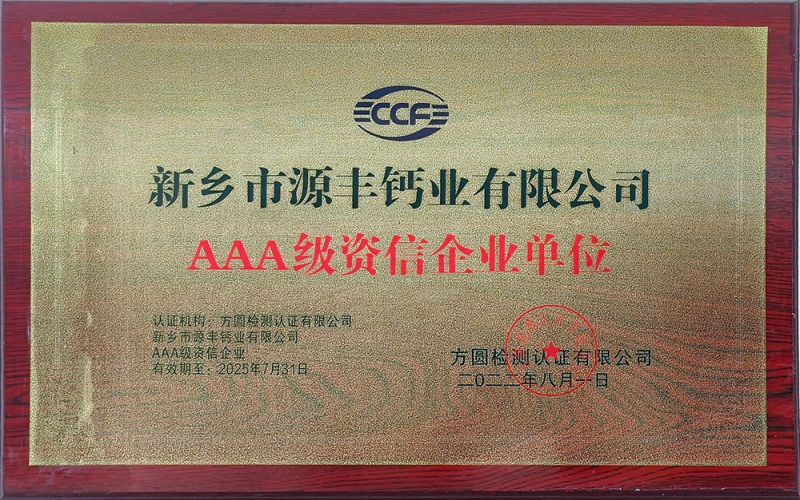 CCF
新乡市源丰钙业有限公司
AAA级资信企业单位
认证机构：方圆检测认证有限公司
新乡市源丰钙业有限公司
AAA级资信企业
有效期至：2025年7月31日
方圆检测认证有限公司
二〇二二年八月一日